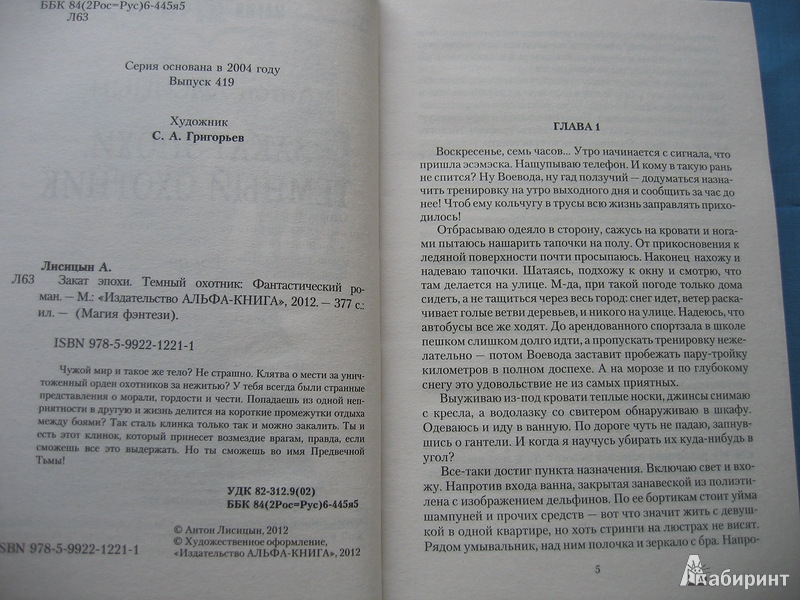 ББК 84(2Рос=Рус)6-445я5
Л63
Серия основана в 2004 году
Выпуск 419
Художник
С. А. Григорьев
Лисицын А.
Л63 Закат эпохи. Темный охотник: Фантастический ро-
ман. — М.: «Издательство АЛЬФА-КНИГА», 2012. — 377 с.:
ил. — (Магия фэнтези).
ISBN 978-5-9922-1221-1
Чужой мир и такое же тело? Не страшно. Клятва о мести за унич-
тоженный орден охотников за нежитью? У тебя всегда были странные
представления о морали, гордости и чести. Попадаешь из одной неп-
риятности в другую и жизнь делится на короткие промежутки отдыха
между боями? Так сталь клинка только так и можно закалить. Ты и
есть этот клинок, который принесет возмездие врагам, правда, если
сможешь все это выдержать. Но ты сможешь во имя Предвечной
Тьмы!
УДК 82-312.9(02)
ББК 84(2Рос=Рус)6-445я5
© Антон Лисицын, 2012
© Художественное оформление,
«Издательство АЛЬФА-КНИГА», 2012
ISBN 978-5-9922-1221-1
ГЛАВА 1
Воскресенье, семь часов... Утро начинается с сигнала, что
пришла эсэмэска. Нащупываю телефон. И кому в такую рань
не спится? Ну Воевода, ну гад ползучий — додуматься назна-
чить тренировку на утро выходного дня и сообщить за час до
нее! Чтоб ему кольчугу в трусы всю жизнь заправлять прихо-
дилось!
Отбрасываю одеяло в сторону, сажусь на кровати и нога-
ми пытаюсь нашарить тапочки на полу. От прикосновения к
ледяной поверхности почти просыпаюсь. Наконец нахожу и
надеваю тапочки. Шатаясь, подхожу к окну и смотрю, что
там делается на улице. М-да, при такой погоде только дома
сидеть, а не тащиться через весь город: снег идет, ветер раска-
чивает голые ветви деревьев, и никого на улице. Надеюсь, что
автобусы все же ходят. До арендованного спортзала в школе
пешком слишком долго идти, а пропускать тренировку неже-
лательно — потом Воевода заставит пробежать пару-тройку
километров в полном доспехе. А на морозе и по глубокому
снегу это удовольствие не из самых приятных.
Выуживаю из-под кровати теплые носки, джинсы снимаю
с кресла, а водолазку со свитером обнаруживаю в шкафу.
Одеваюсь и иду в ванную. По дороге чуть не падаю, запнув-
шись о гантели. И когда я научусь убирать их куда-нибудь в
угол?
Все-таки достиг пункта назначения. Включаю свет и вхо-
жу. Напротив входа ванна, закрытая занавеской из полиэти-
лена с изображением дельфинов. По ее бортикам стоит уйма
шампуней и прочих средств — вот что значит жить с девуш-
кой в одной квартире, но хоть стринги на люстрах не висят.
Рядом умывальник, над ним полочка и зеркало с бра. Напро-
5
Лабиринт